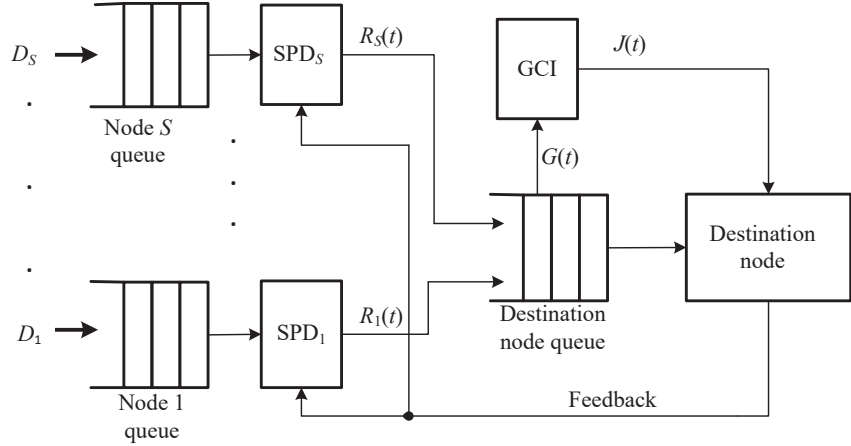 D_S
Node S
queue
SPD_S
R_S(t)
GCI
J(t)
G(t)
Destination
node
D_1
Node 1
queue
SPD_1
R_1(t)
Destination
node queue
Feedback